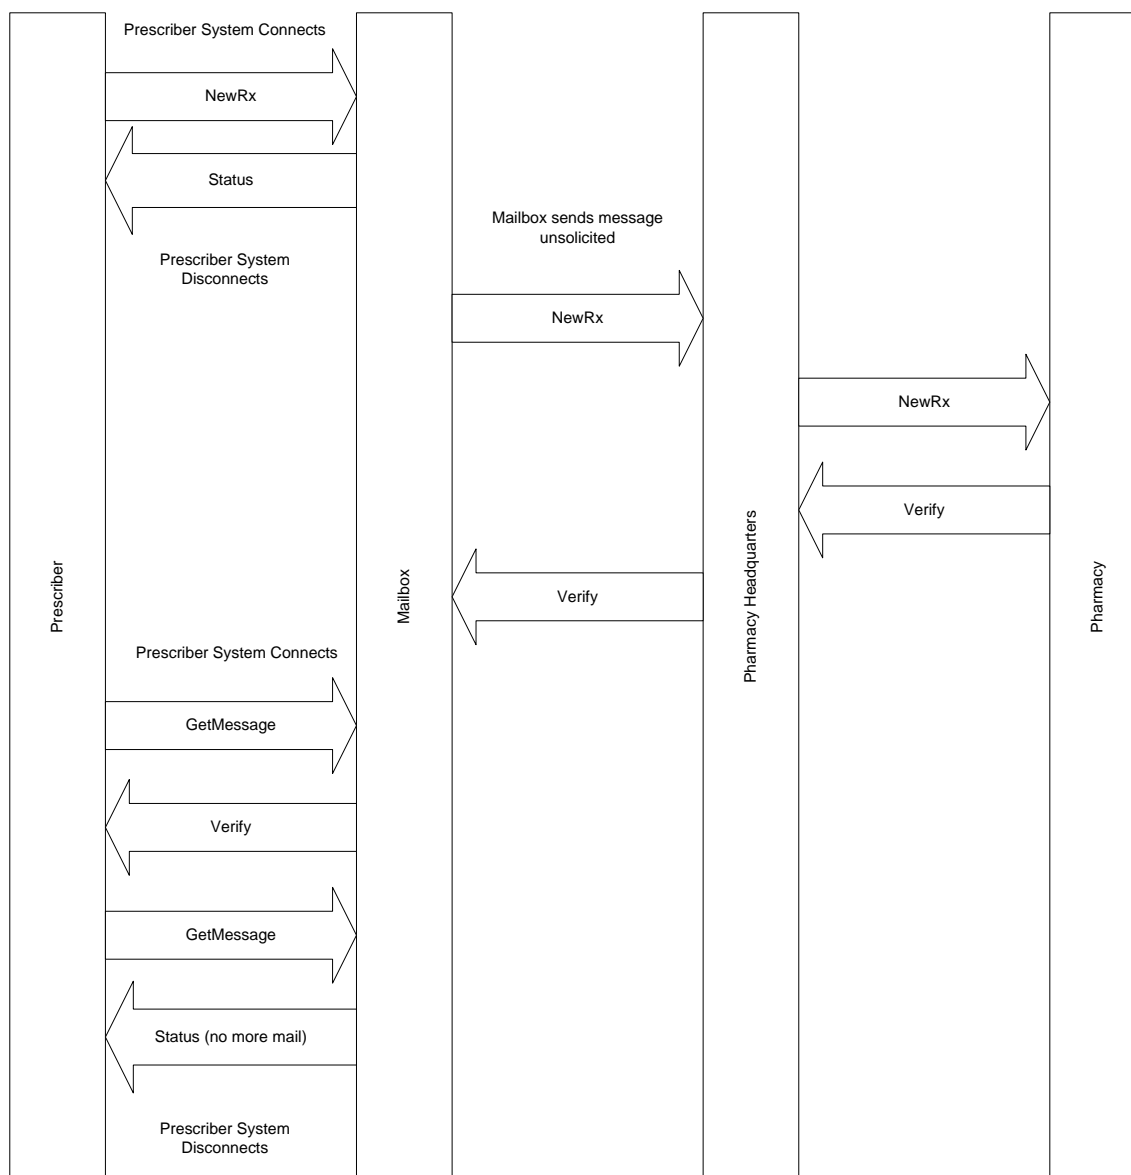 Prescriber System Connects
NewRx
Status
Prescriber System
Disconnects
Mailbox sends message
unsolicited
NewRx
NewRx
Verify
Verify
Prescriber
Mailbox
Pharmacy Headquarters
Pharmacy
Prescriber System Connects
GetMessage
Verify
GetMessage
Status (no more mail)
Prescriber System
Disconnects